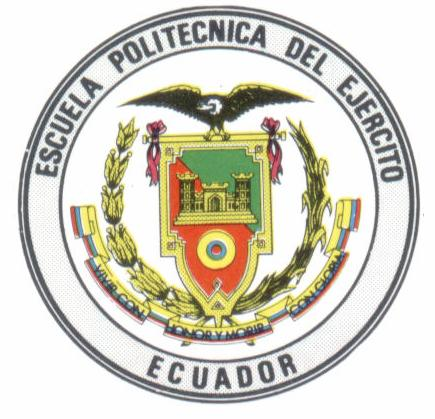 ESCUELA POLITECNICA DEL EJERCITO
VIVIR CON HONOR Y MORIR CON GLORIA
ECUADOR